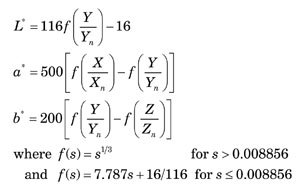 L* = 116f(Y/Yn) − 16
a* = 500[f(X/Xn) − f(Y/Yn)]
b* = 200[f(Y/Yn) − f(Z/Zn)]
where f(s) = s^1/3 for s > 0.008856
and f(s) = 7.787s + 16/116 for s ≤ 0.008856